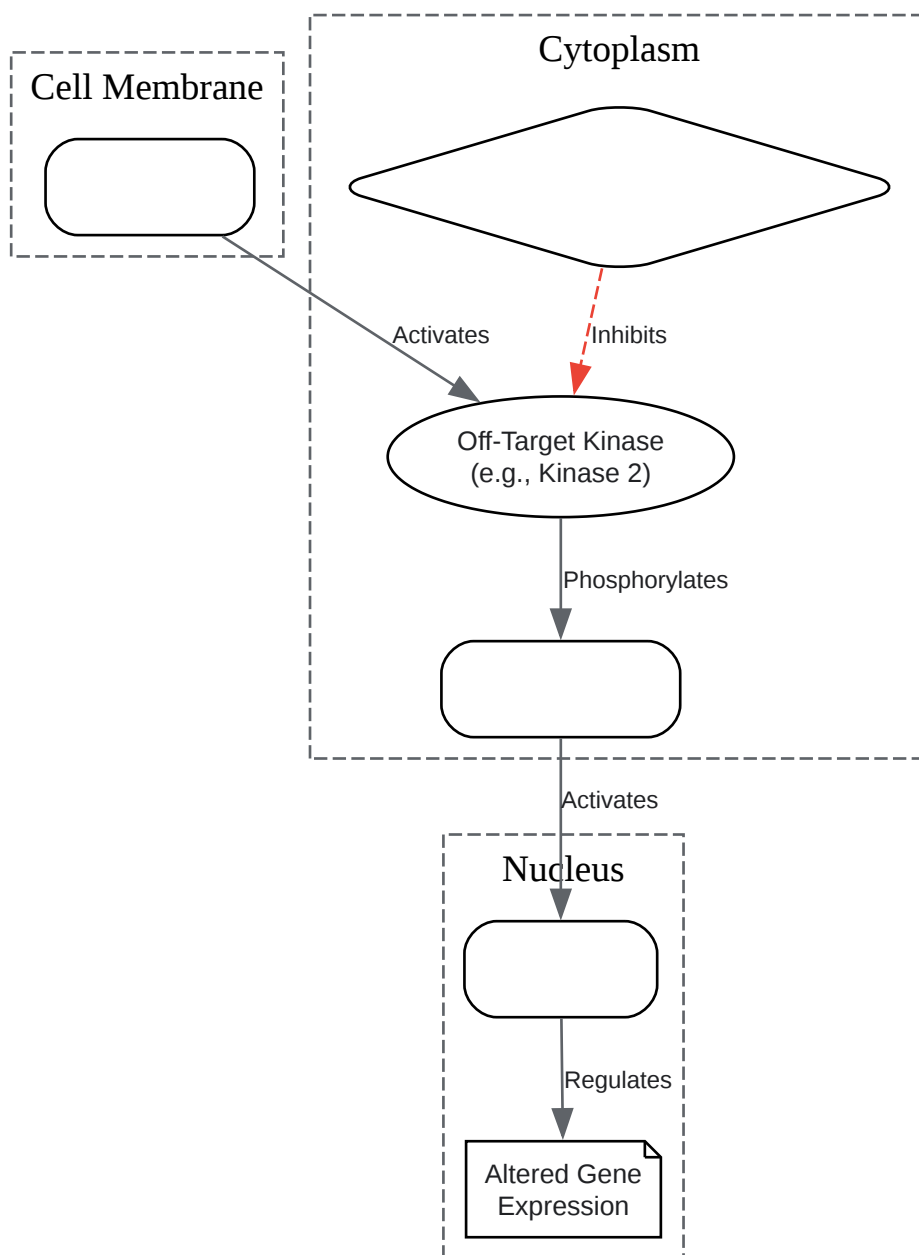 Cytoplasm
Cell Membrane
Activates
Inhibits
Off-Target Kinase
(e.g., Kinase 2)
Phosphorylates
Activates
Nucleus
Regulates
Altered Gene
Expression